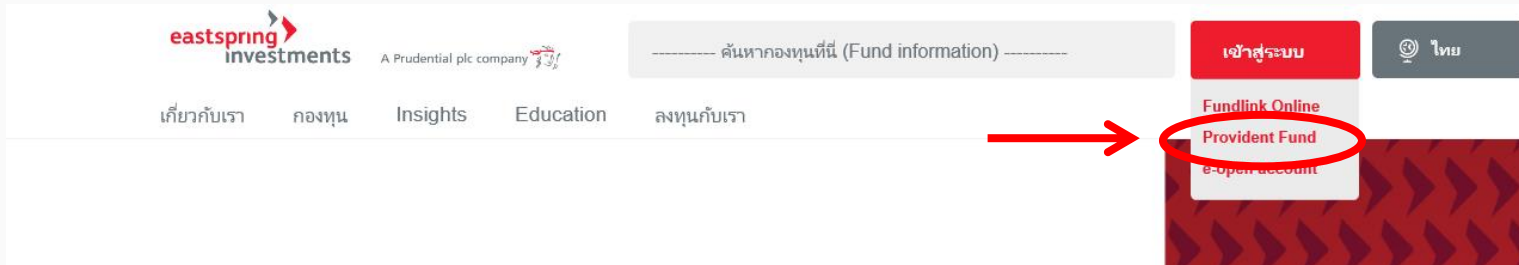 eastspring
investments
A Prudential plc company
---------- ค้นหากองทุนที่นี่ (Fund information) ----------
เข้าสู่ระบบ
ไทย
เกี่ยวกับเรา
กองทุน
Insights
Education
ลงทุนกับเรา
Fundlink Online
Provident Fund
e-open account